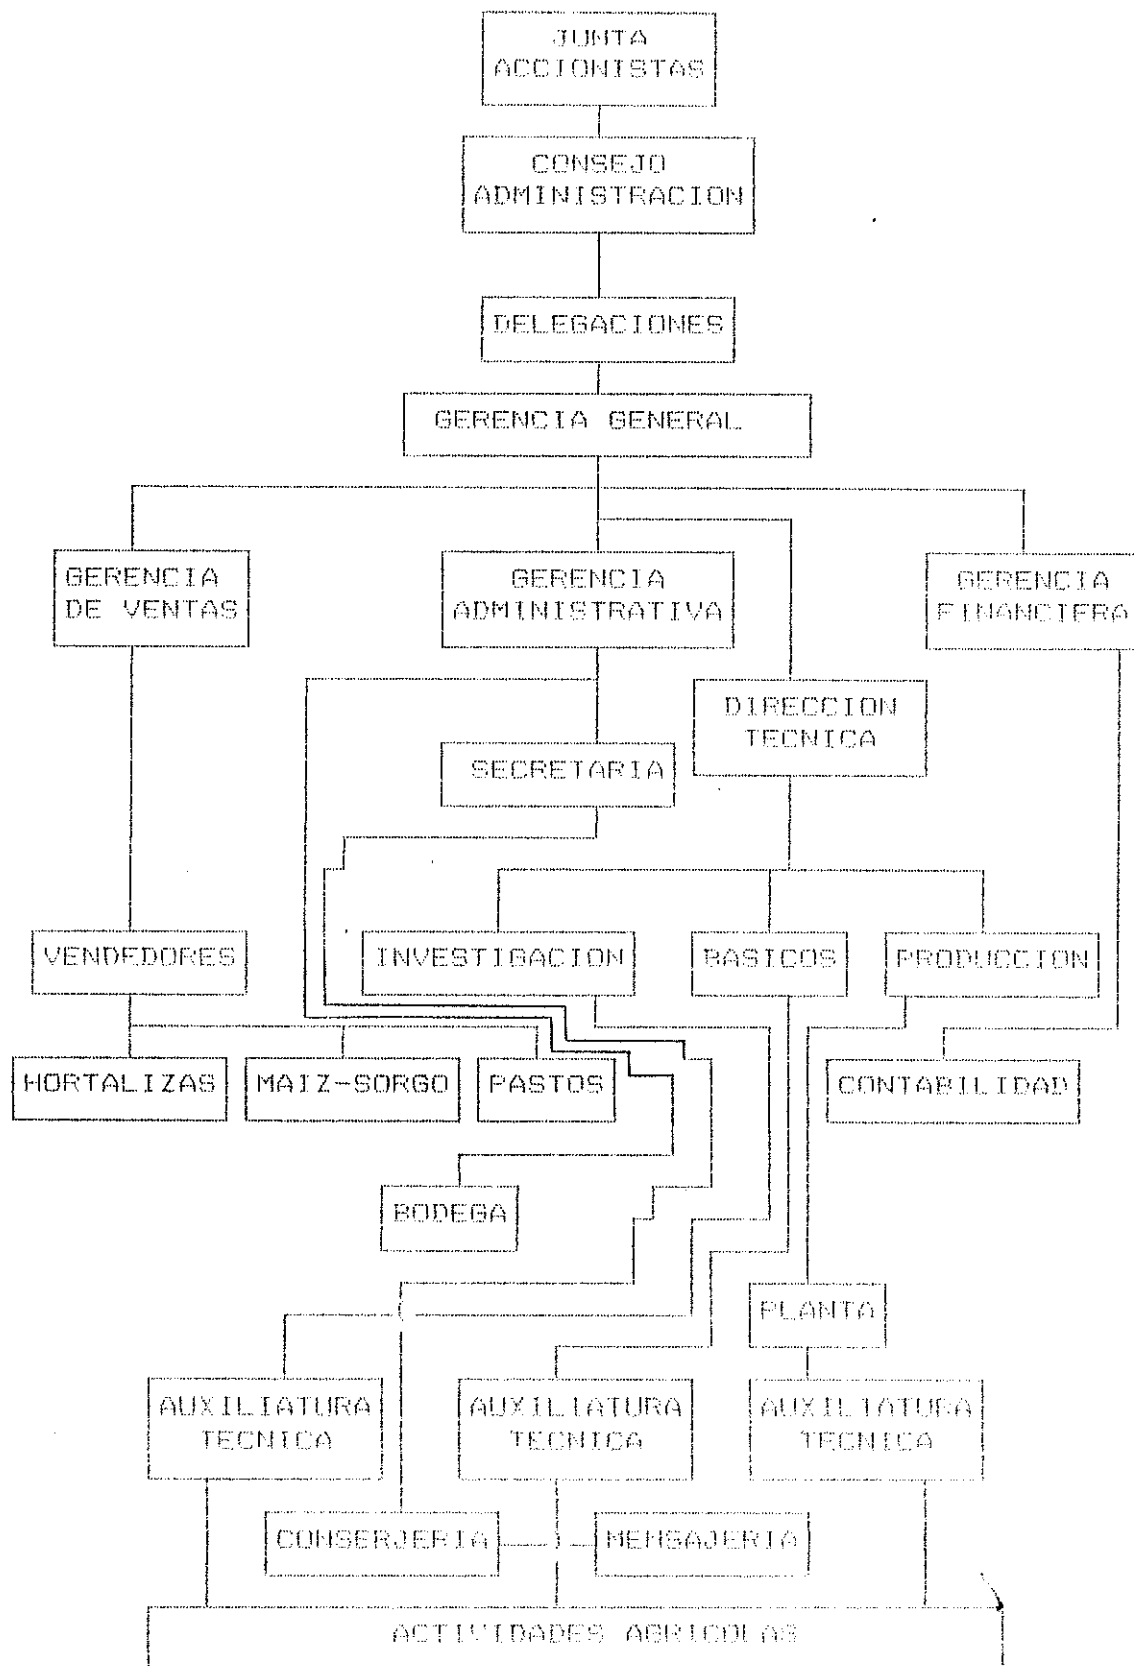 JUNTA
ACCIONISTAS
CONSEJO
ADMINISTRACION
DELEGACIONES
GERENCIA GENERAL
GERENCIA
DE VENTAS
GERENCIA
ADMINISTRATIVA
GERENCIA
FINANCIERA
DIRECCION
TECNICA
SECRETARIA
VENDEDORES
INVESTIGACION
BASICOS
PRODUCCION
HORTALIZAS
MAIZ-SORGO
PASTOS
CONTABILIDAD
BODEGA
PLANTA
AUXILIATURA
TECNICA
AUXILIATURA
TECNICA
AUXILIATURA
TECNICA
CONSERJERIA
MENSAJERIA
ACTIVIDADES AGRICOLAS